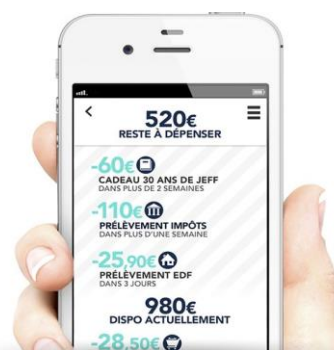 520€
RESTE À DÉPENSER
-60€
CADEAU 30 ANS DE JEFF
DANS PLUS DE 2 SEMAINES
-110€
PRÉLÈVEMENT IMPÔTS
DANS PLUS D'UNE SEMAINE
-25,90€
PRÉLÈVEMENT EDF
DANS 3 JOURS
980€
DISPO ACTUELLEMENT
-28,50€